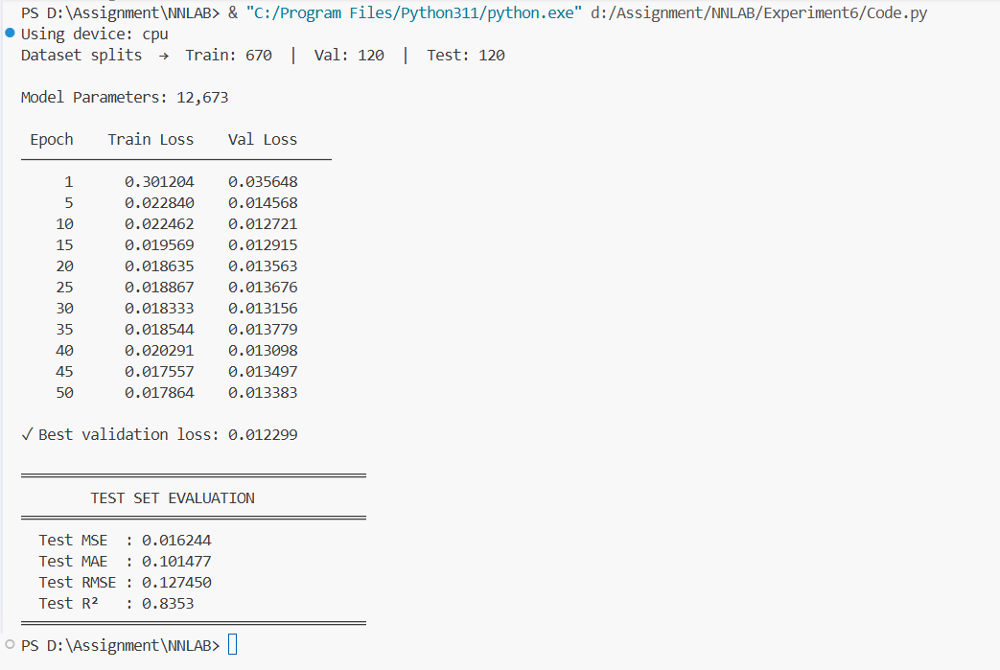 PS D:\Assignment\NNLAB> & "C:/Program Files/Python311/python.exe" d:/Assignment/NNLAB/Experiment6/Code.py
Using device: cpu
Dataset splits → Train: 670 | Val: 120 | Test: 120
Model Parameters: 12,673
Epoch Train Loss Val Loss
1 0.301204 0.035648
5 0.022840 0.014568
10 0.022462 0.012721
15 0.019569 0.012915
20 0.018635 0.013563
25 0.018867 0.013676
30 0.018333 0.013156
35 0.018544 0.013779
40 0.020291 0.013098
45 0.017557 0.013497
50 0.017864 0.013383
✓ Best validation loss: 0.012299
TEST SET EVALUATION
Test MSE : 0.016244
Test MAE : 0.101477
Test RMSE : 0.127450
Test R² : 0.8353
PS D:\Assignment\NNLAB>